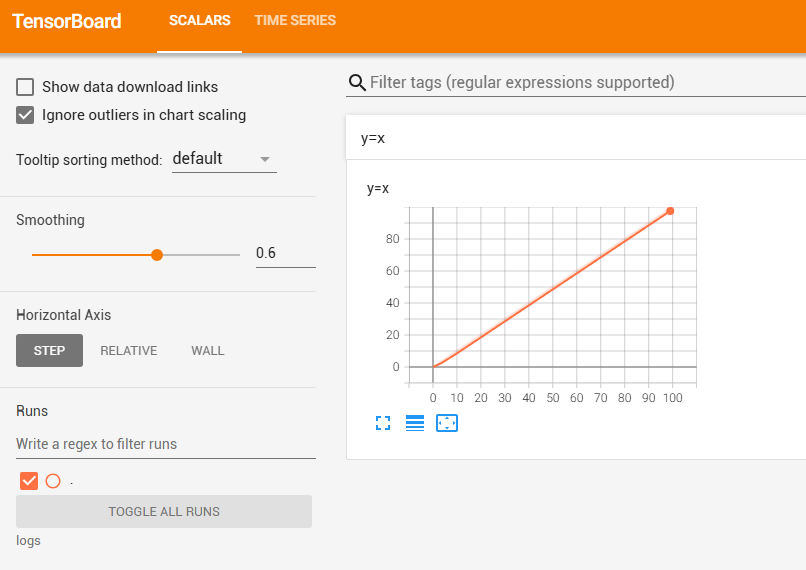 TensorBoard
SCALARS
TIME SERIES
Show data download links
Ignore outliers in chart scaling
Tooltip sorting method:
default
Smoothing
0.6
Horizontal Axis
STEP
RELATIVE
WALL
Runs
Write a regex to filter runs
.
TOGGLE ALL RUNS
logs
Filter tags (regular expressions supported)
y=x
y=x
80
60
40
20
0
0 10 20 30 40 50 60 70 80 90 100